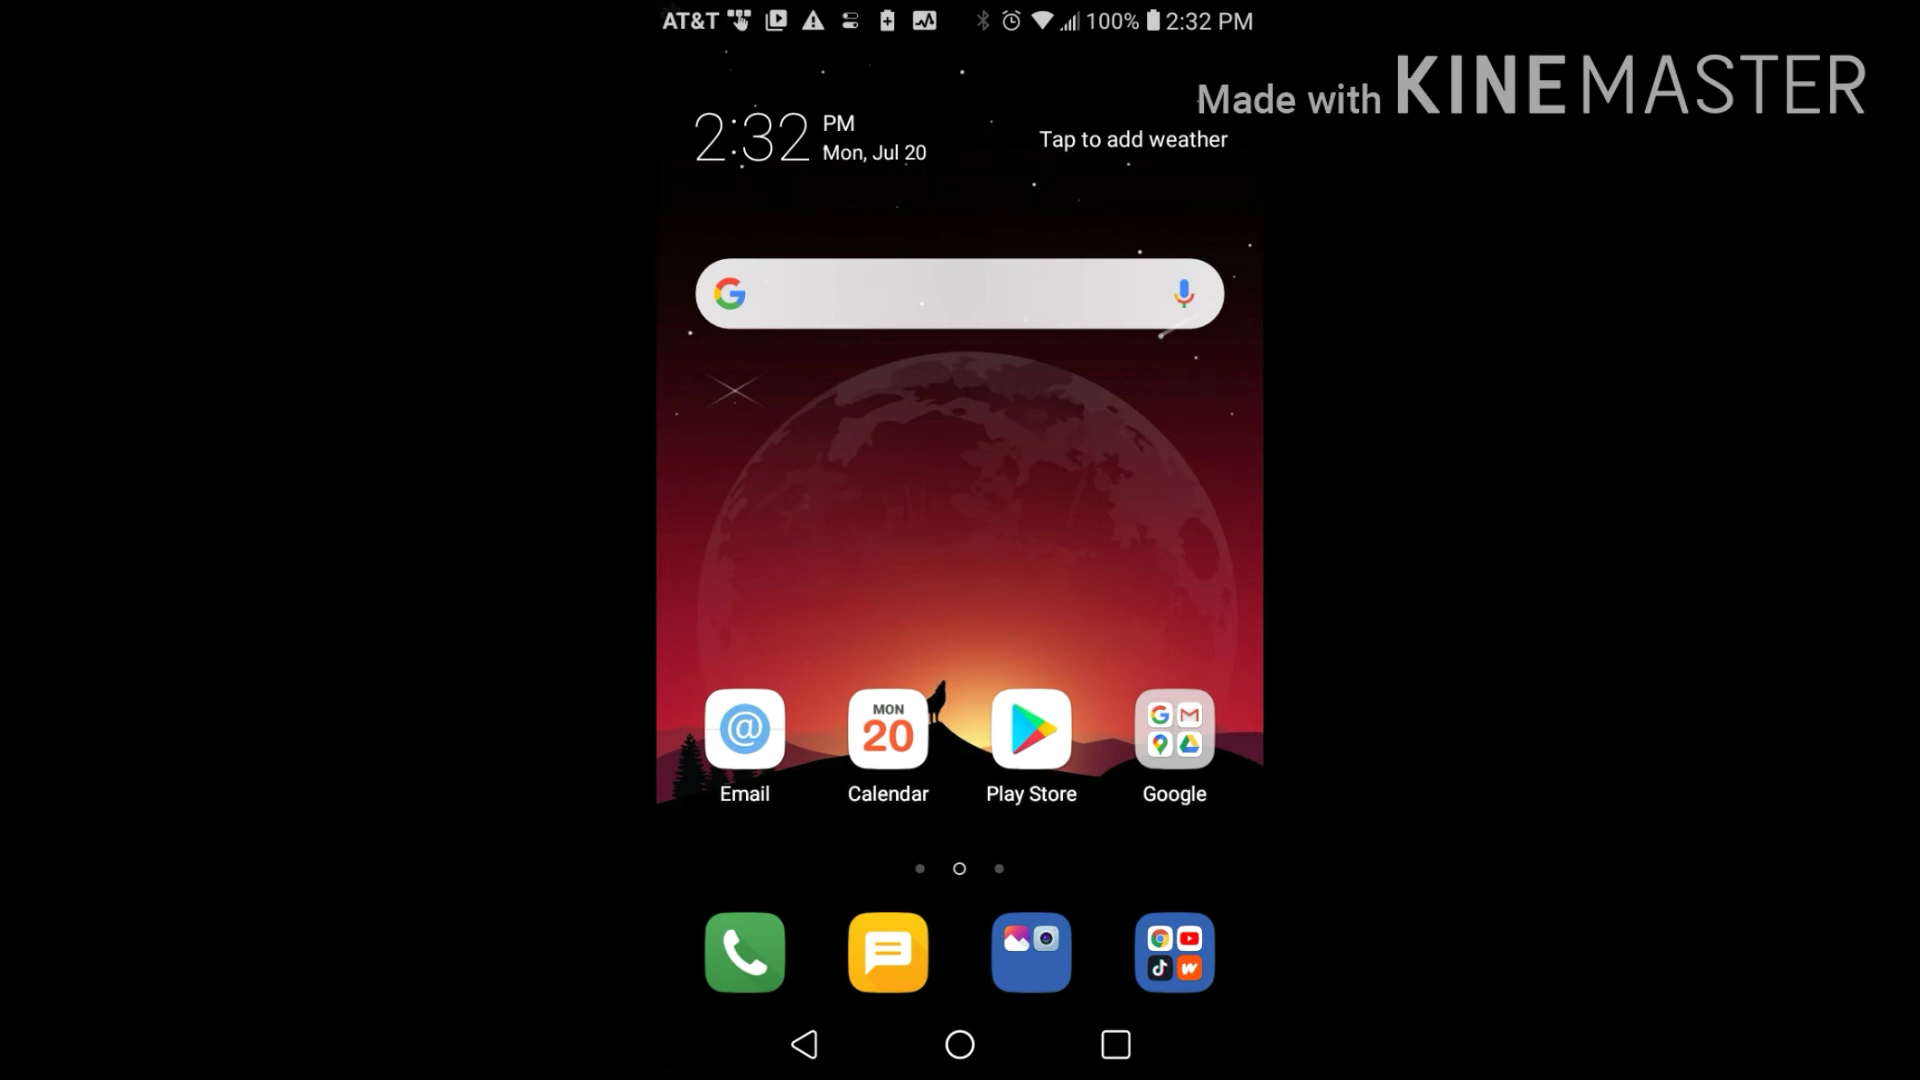 AT&T 100% 2:32 PM
Made with KINEMASTER
2:32 PM
Mon, Jul 20
Tap to add weather
MON
20
Email Calendar Play Store Google